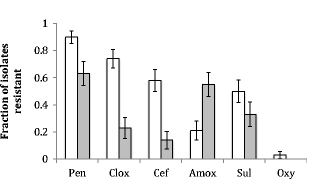 Fraction of isolates
resistant
1
0.8
0.6
0.4
0.2
0
Pen Clox Cef Amox Sul Oxy